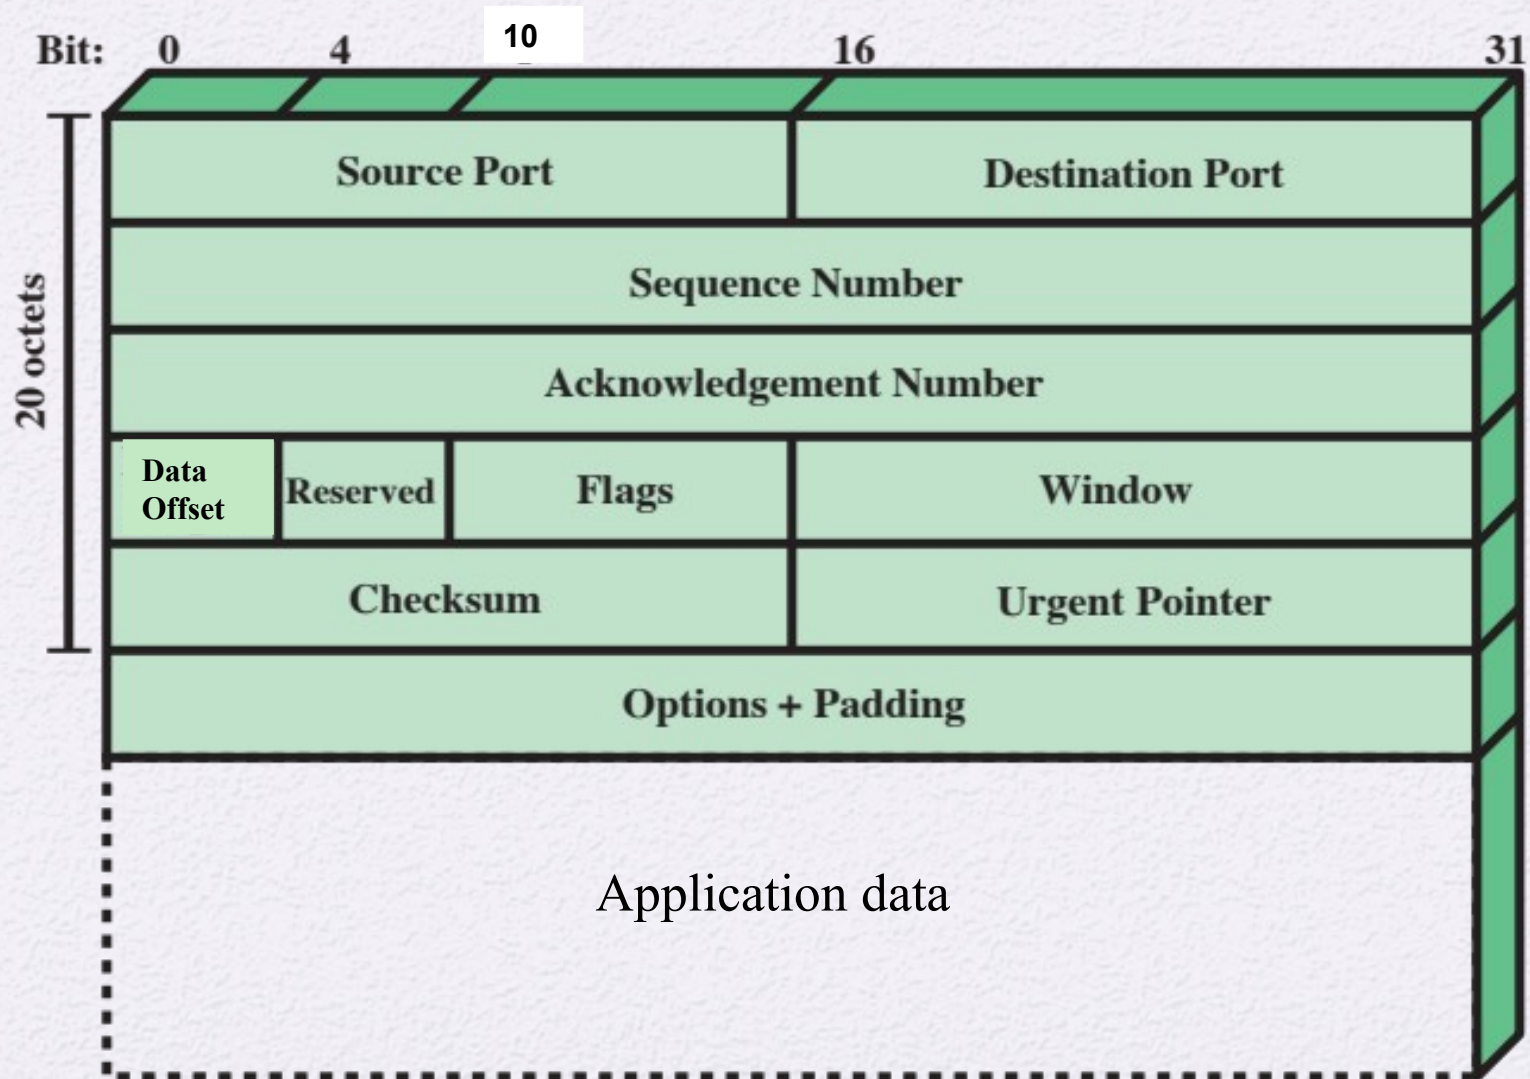 Bit: 0 4 10 16 31
20 octets
Source Port Destination Port
Sequence Number
Acknowledgement Number
Data
Offset
Reserved Flags Window
Checksum Urgent Pointer
Options + Padding
Application data